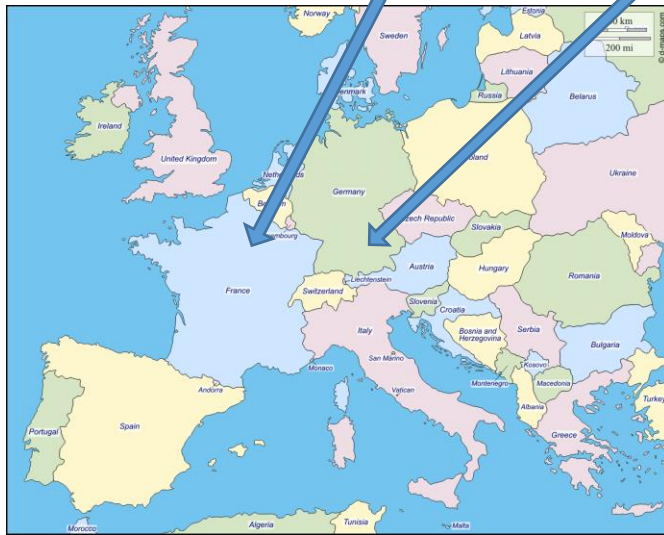 Norway
Estonia
Sweden
Latvia
200 mi
© d-maps.com
Lithuania
Russia
Belarus
Ireland
United Kingdom
Germany
Ukraine
Czech Republic
Slovakia
Moldova
France
Liechtenstein
Austria
Hungary
Switzerland
Slovenia
Romania
Croatia
Italy
Bosnia and
Herzegovina
Serbia
San Marino
Bulgaria
Monaco
Kosovo
Andorra
Vatican
Montenegro
Macedonia
Albania
Turkey
Portugal
Spain
Greece
Morocco
Algeria
Tunisia
Malta